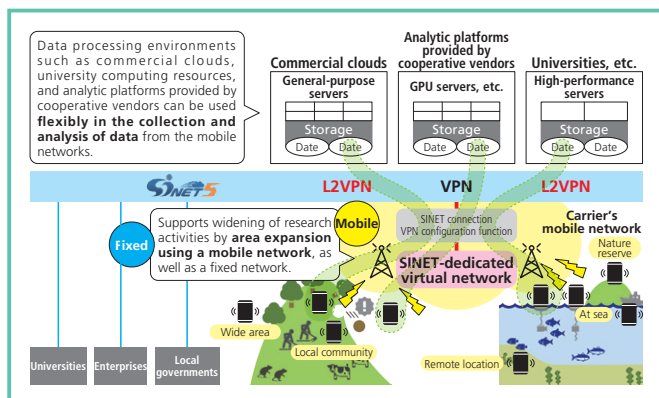 Data processing environments
such as commercial clouds,
university computing resources,
and analytic platforms provided by
cooperative vendors can be used
flexibly in the collection and
analysis of data from the mobile
networks.
Commercial clouds
General-purpose
servers
Storage
Date Date
Analytic platforms
provided by
cooperative vendors
GPU servers, etc.
Storage
Date Date
Universities, etc.
High-performance
servers
Storage
Date Date
SINET5
L2VPN
VPN
L2VPN
Fixed
Supports widening of research
activities by area expansion
using a mobile network, as
well as a fixed network.
Mobile
SINET connection
VPN configuration function
SINET-dedicated
virtual network
Carrier's
mobile network
Nature
reserve
At sea
Wide area
Local community
Remote location
Universities
Enterprises
Local
governments